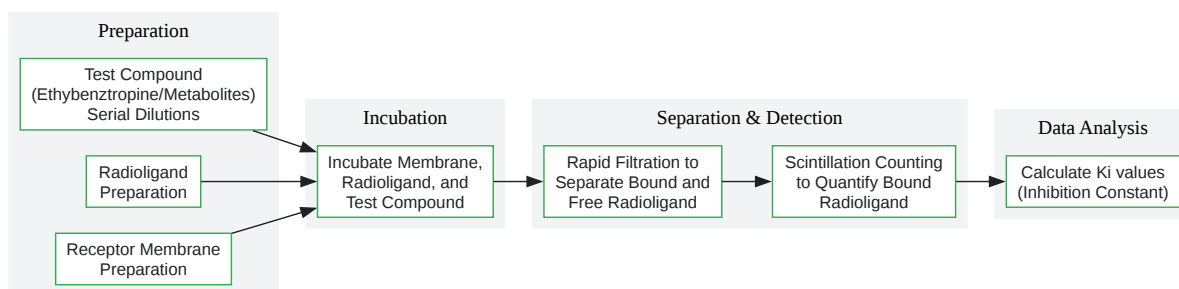 Preparation
Test Compound
(Ethybenztropine/Metabolites)
Serial Dilutions
Radioligand
Preparation
Receptor Membrane
Preparation
Incubation
Incubate Membrane,
Radioligand, and
Test Compound
Separation & Detection
Rapid Filtration to
Separate Bound and
Free Radioligand
Scintillation Counting
to Quantify Bound
Radioligand
Data Analysis
Calculate Ki values
(Inhibition Constant)